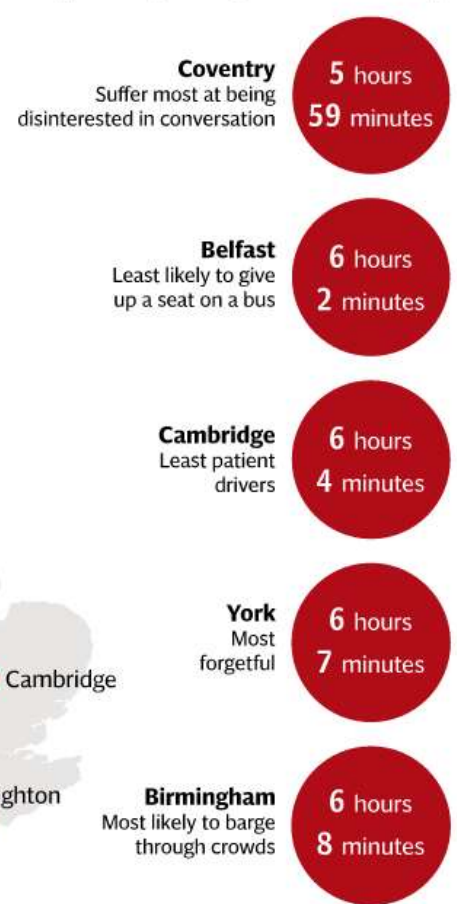 Coventry
Suffer most at being
disinterested in conversation
5 hours
59 minutes
Belfast
Least likely to give
up a seat on a bus
6 hours
2 minutes
Cambridge
Least patient
drivers
6 hours
4 minutes
York
Most
forgetful
6 hours
7 minutes
Cambridge
ghton
Birmingham
Most likely to barge
through crowds
6 hours
8 minutes